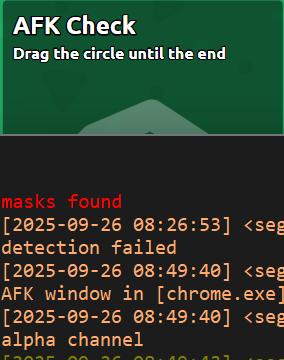 AFK Check
Drag the circle until the end
masks found
[2025-09-26 08:26:53] <seg
detection failed
[2025-09-26 08:49:40] <seg
AFK window in [chrome.exe]
[2025-09-26 08:49:40] <seg
alpha channel